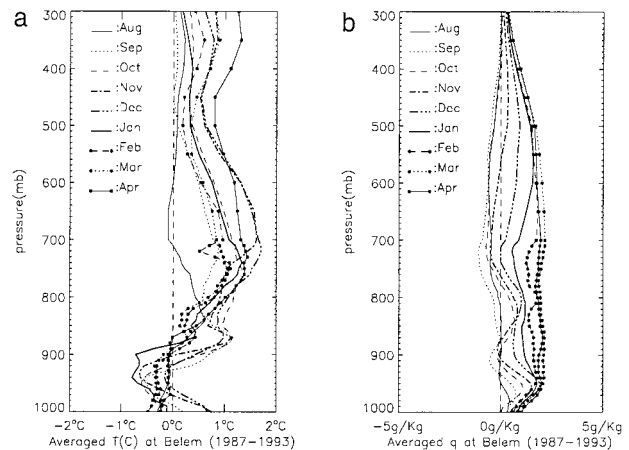 a
300
400
500
600
700
800
900
1000
pressure(mb)
:Aug
:Sep
:Oct
:Nov
:Dec
:Jan
:Feb
:Mar
:Apr
−2°C −1°C 0°C 1°C 2°C
Averaged T(C) at Belem (1987−1993)
b
300
400
500
600
700
800
900
1000
pressure(mb)
:Aug
:Sep
:Oct
:Nov
:Dec
:Jan
:Feb
:Mar
:Apr
−5g/Kg 0g/Kg 5g/Kg
Averaged q at Belem (1987−1993)